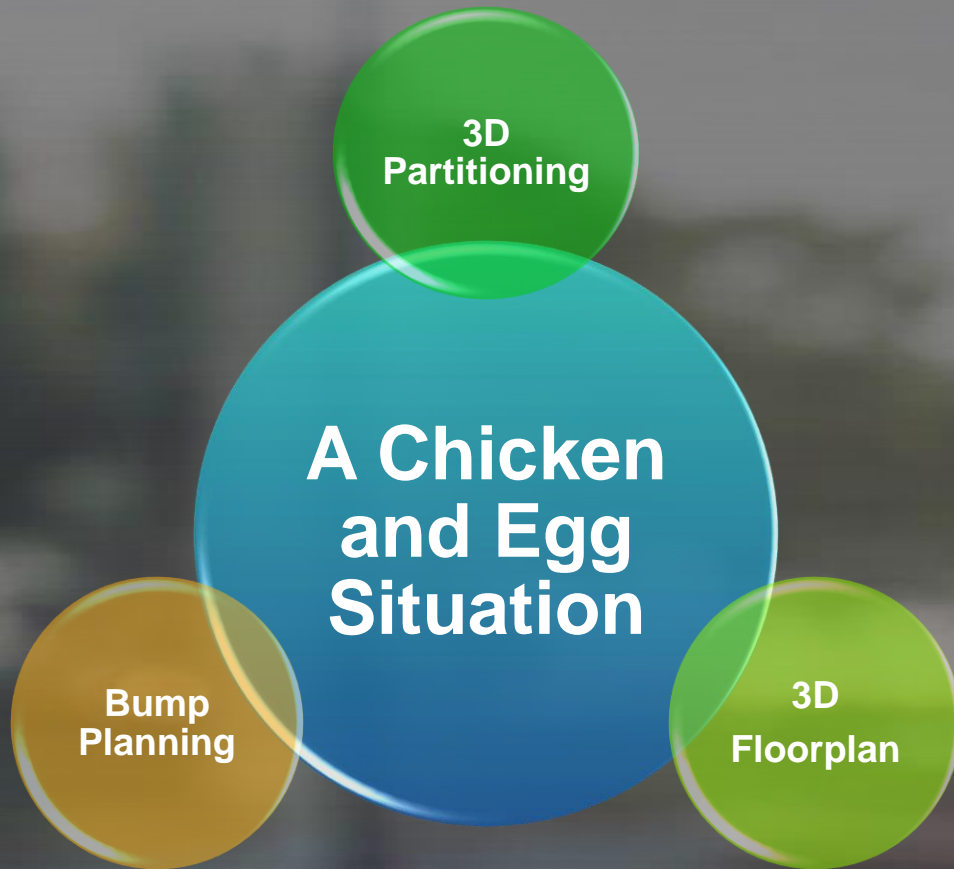 3D
Partitioning
A Chicken
and Egg
Situation
Bump
Planning
3D
Floorplan